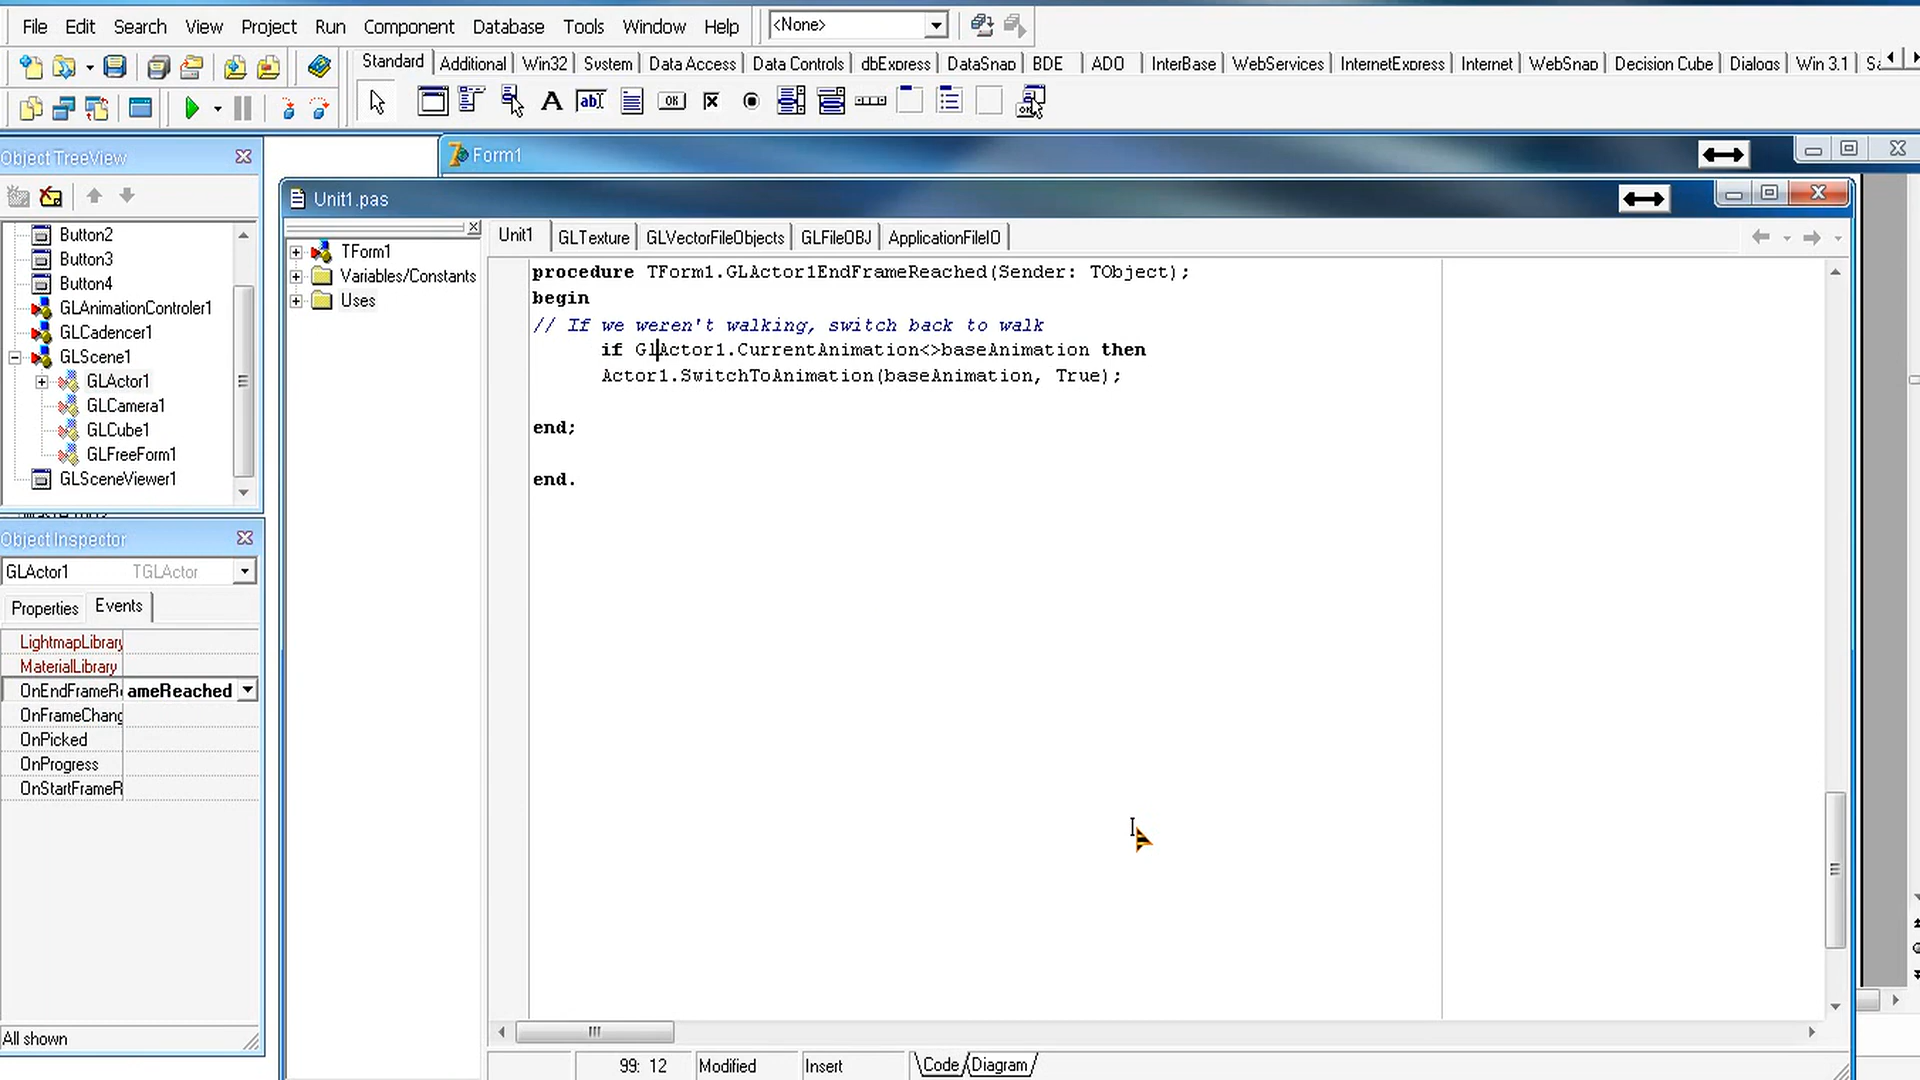 File Edit Search View Project Run Component Database Tools Window Help <None>
Standard Additional Win32 System Data Access Data Controls dbExpress DataSnap BDE ADO InterBase WebServices InternetExpress Internet WebSnap Decision Cube Dialogs Win 3.1
Object TreeView
Form1
Button2
Button3
Button4
GLAnimationControler1
GLCadencer1
GLScene1
GLActor1
GLCamera1
GLCube1
GLFreeForm1
GLSceneViewer1
Object Inspector
GLActor1 TGLActor
Properties Events
LightmapLibrary
MaterialLibrary
OnEndFrameR ameReached
OnFrameChang
OnPicked
OnProgress
OnStartFrameR
All shown
Unit1.pas
TForm1
Variables/Constants
Uses
Unit1 GLTexture GLVectorFileObjects GLFileOBJ ApplicationFileIO
procedure TForm1.GLActor1EndFrameReached(Sender: TObject);
begin
// If we weren't walking, switch back to walk
if GlActor1.CurrentAnimation<>baseAnimation then
Actor1.SwitchToAnimation(baseAnimation, True);
end;
end.
99: 12 Modified Insert Code Diagram